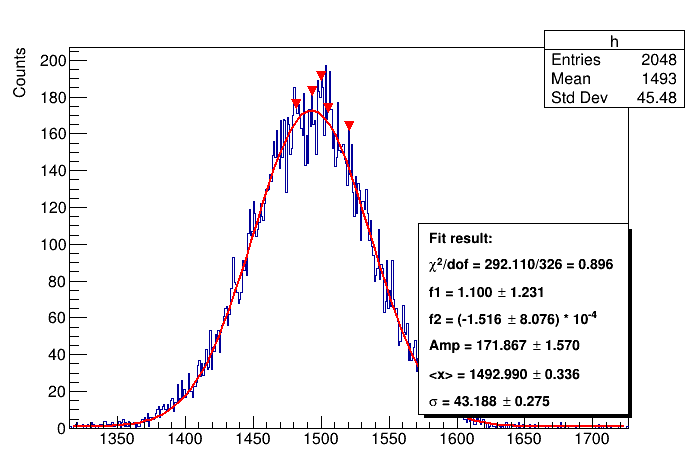 h
Entries 2048
Mean 1493
Std Dev 45.48
Counts
200
180
160
140
120
100
80
60
40
20
0
1350 1400 1450 1500 1550 1600 1650 1700
Fit result:
χ²/dof = 292.110/326 = 0.896
f1 = 1.100 ± 1.231
f2 = (-1.516 ± 8.076) * 10⁻⁴
Amp = 171.867 ± 1.570
<x> = 1492.990 ± 0.336
σ = 43.188 ± 0.275